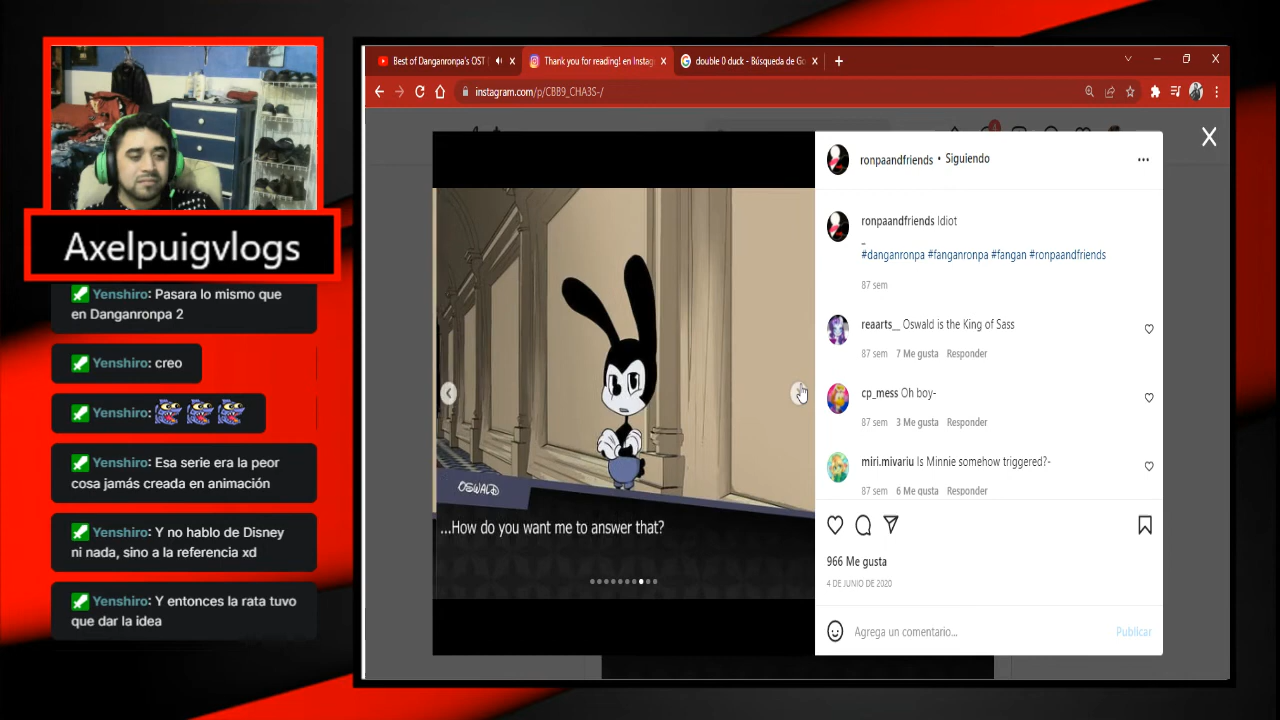 Axelpuigvlogs
Yenshiro: Pasara lo mismo que
en Danganronpa 2
Yenshiro: creo
Yenshiro:
Yenshiro: Esa serie era la peor
cosa jamás creada en animación
Yenshiro: Y no hablo de Disney
ni nada, sino a la referencia xd
Yenshiro: Y entonces la rata tuvo
que dar la idea
Best of Danganronpa's OST
Thank you for reading! en Instag
double 0 duck - Búsqueda de Go
instagram.com/p/CBB9_CHA3S-/
OSWALD
...How do you want me to answer that?
ronpaandfriends • Siguiendo
ronpaandfriends Idiot
_
#danganronpa #fanganronpa #fangan #ronpaandfriends
87 sem
reaarts__ Oswald is the King of Sass
87 sem 7 Me gusta Responder
cp_mess Oh boy-
87 sem 3 Me gusta Responder
miri.mivariu Is Minnie somehow triggered?-
87 sem 6 Me gusta Responder
966 Me gusta
4 DE JUNIO DE 2020
Agrega un comentario...
Publicar